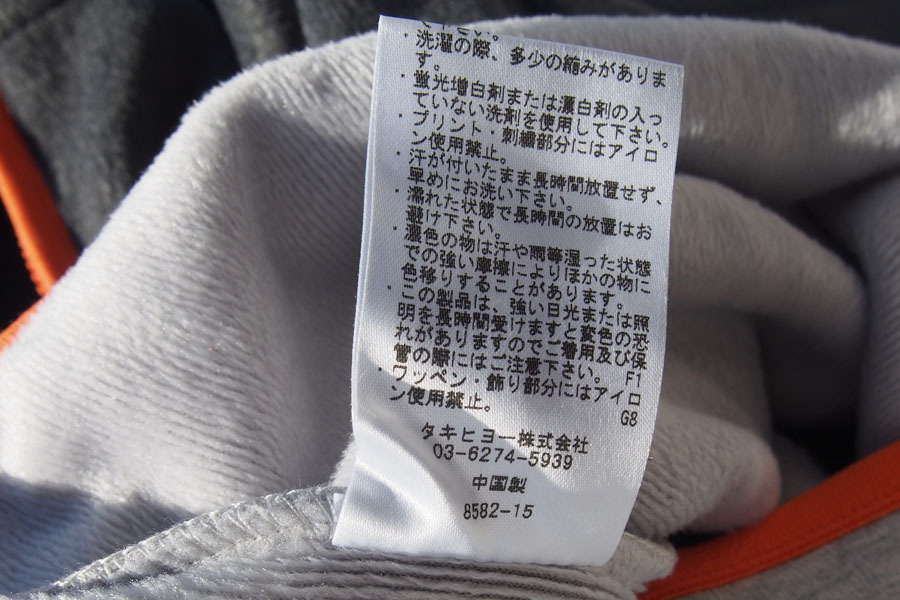 て下さい。
・洗濯の際、多少の縮みがありま
す。
・蛍光増白剤または漂白剤の入っ
ていない洗剤を使用して下さい。
・プリント・刺繍部分にはアイロ
ン使用禁止。
・汗が付いたまま長時間放置せず、
早めにお洗い下さい。
・濡れた状態で長時間の放置はお
避け下さい。
・濃色の物は汗や雨等湿った状態
での強い摩擦によりほかの物に
色移りすることがあります。
・この製品は、強い日光または照
明を長時間受けますと変色の恐
れがありますのでご着用及び保
管の際にはご注意下さい。 F1
ワッペン・飾り部分にはアイロ
ン使用禁止。 G8
タキヒヨー株式会社
03-6274-5939
中国製
8582-15